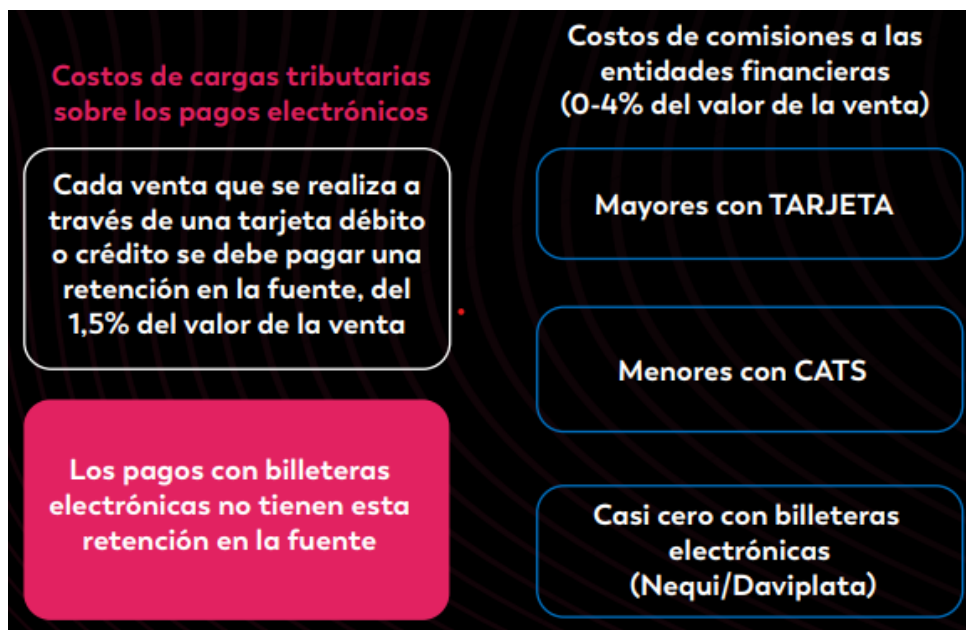 Costos de cargas tributarias
sobre los pagos electrónicos
Cada venta que se realiza a
través de una tarjeta débito
o crédito se debe pagar una
retención en la fuente, del
1,5% del valor de la venta
Los pagos con billeteras
electrónicas no tienen esta
retención en la fuente
Costos de comisiones a las
entidades financieras
(0-4% del valor de la venta)
Mayores con TARJETA
Menores con CATS
Casi cero con billeteras
electrónicas
(Nequi/Daviplata)